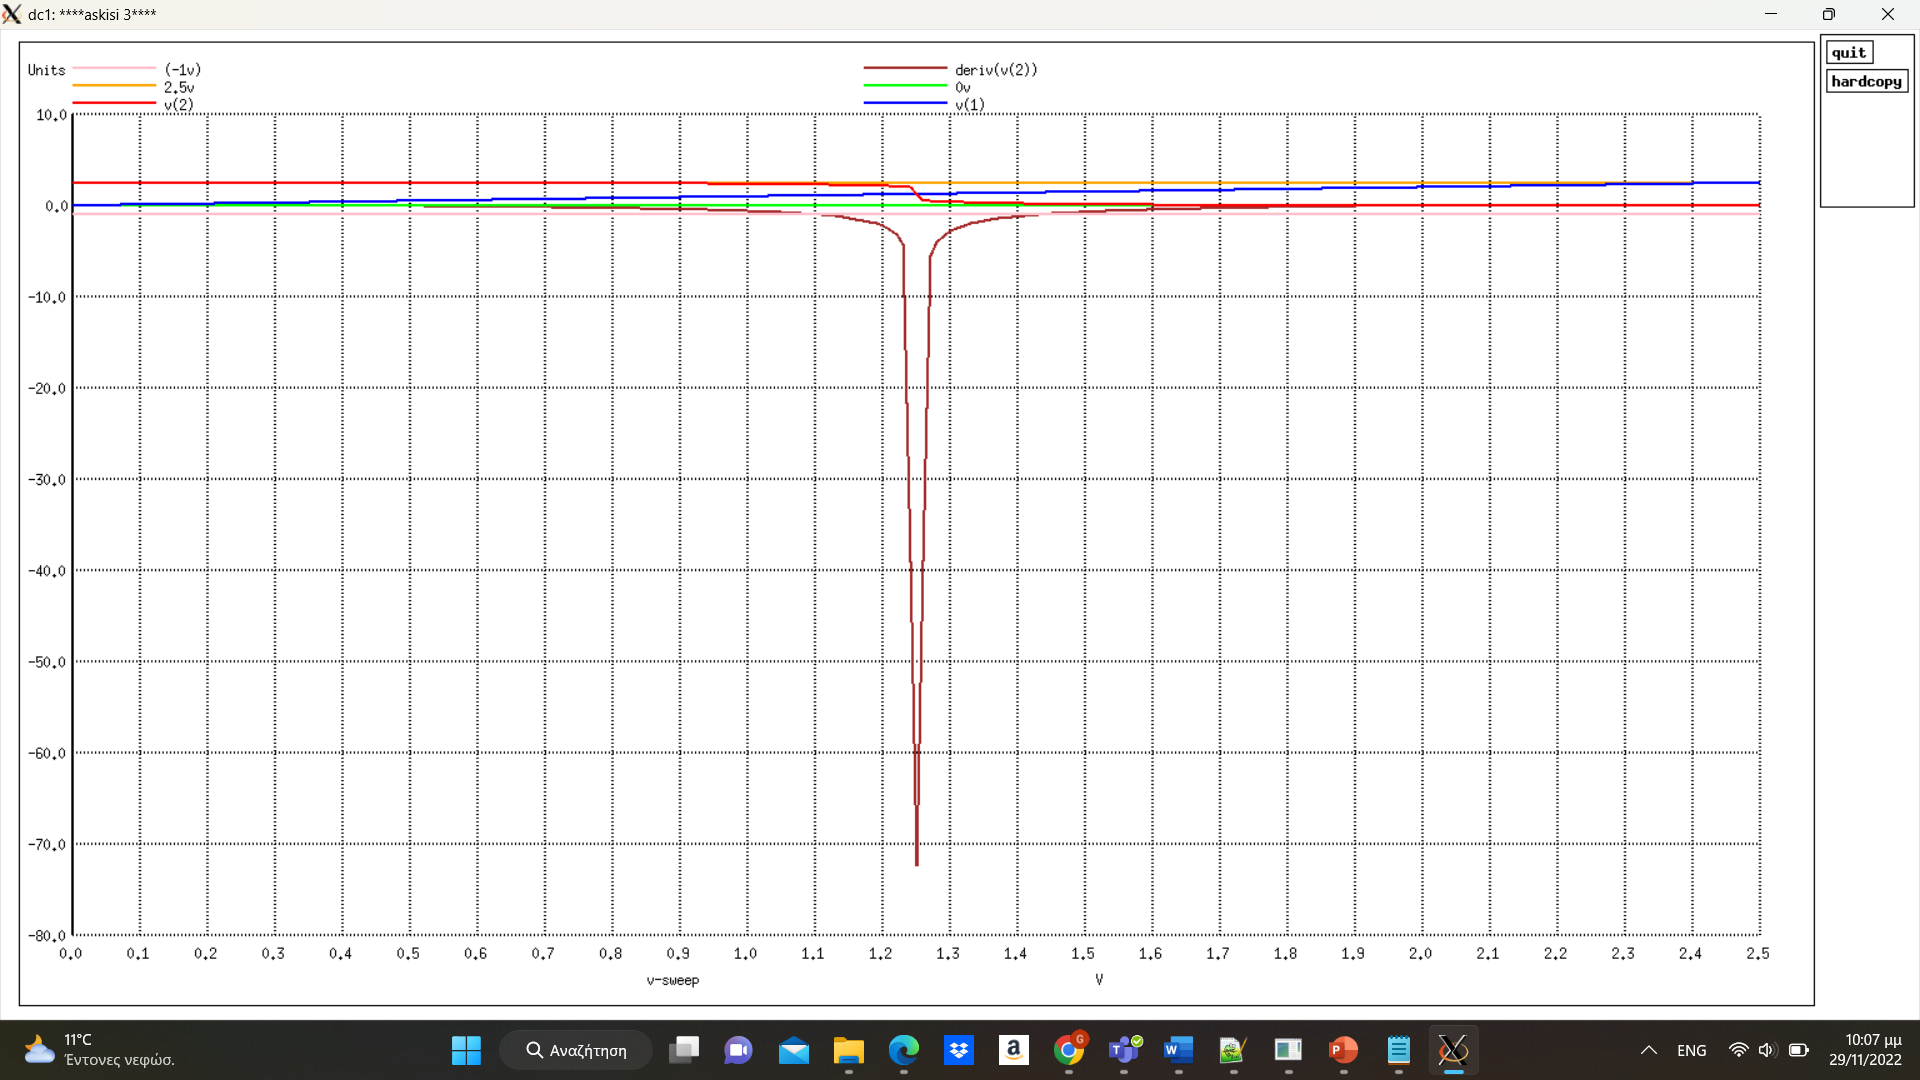 dc1: ****askisi 3****
quit
hardcopy
Units
(-1v)
deriv(v(2))
2.5v
0v
v(2)
v(1)
10.0
0.0
-10.0
-20.0
-30.0
-40.0
-50.0
-60.0
-70.0
-80.0
0.0 0.1 0.2 0.3 0.4 0.5 0.6 0.7 0.8 0.9 1.0 1.1 1.2 1.3 1.4 1.5 1.6 1.7 1.8 1.9 2.0 2.1 2.2 2.3 2.4 2.5
v-sweep V
11°C
Έντονες νεφώσ.
Αναζήτηση
a
G
T
W
P
ENG
10:07 μμ
29/11/2022